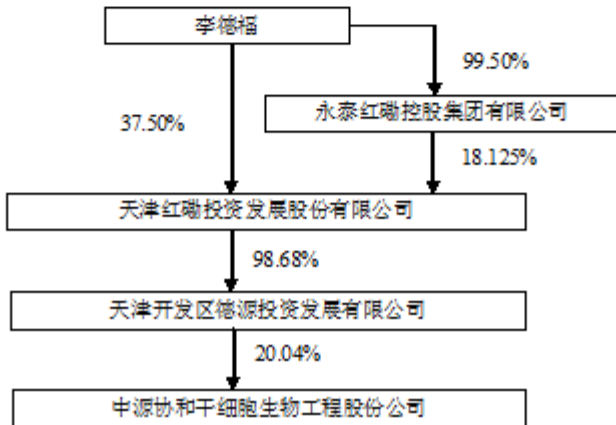 李德福
99.50%
37.50%
永泰红磡控股集团有限公司
18.125%
天津红磡投资发展股份有限公司
98.68%
天津开发区德源投资发展有限公司
20.04%
中源协和干细胞生物工程股份公司